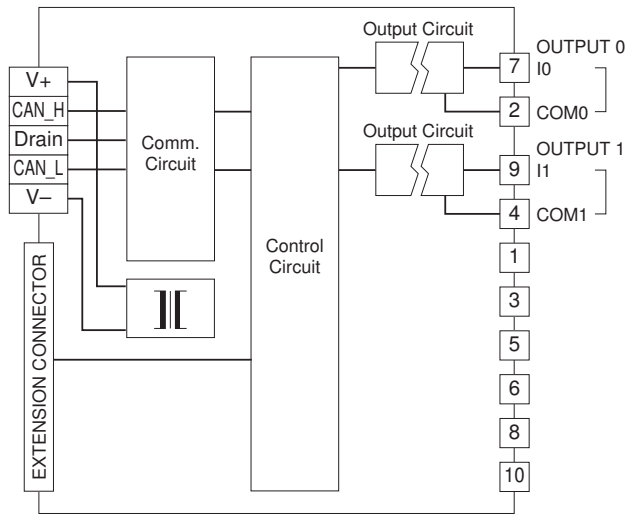 Output Circuit
OUTPUT 0
7
I0
2
COM0
V+
CAN_H
Drain
CAN_L
V–
Comm.
Circuit
Output Circuit
OUTPUT 1
9
I1
4
COM1
Control
Circuit
EXTENSION CONNECTOR
1
3
5
6
8
10